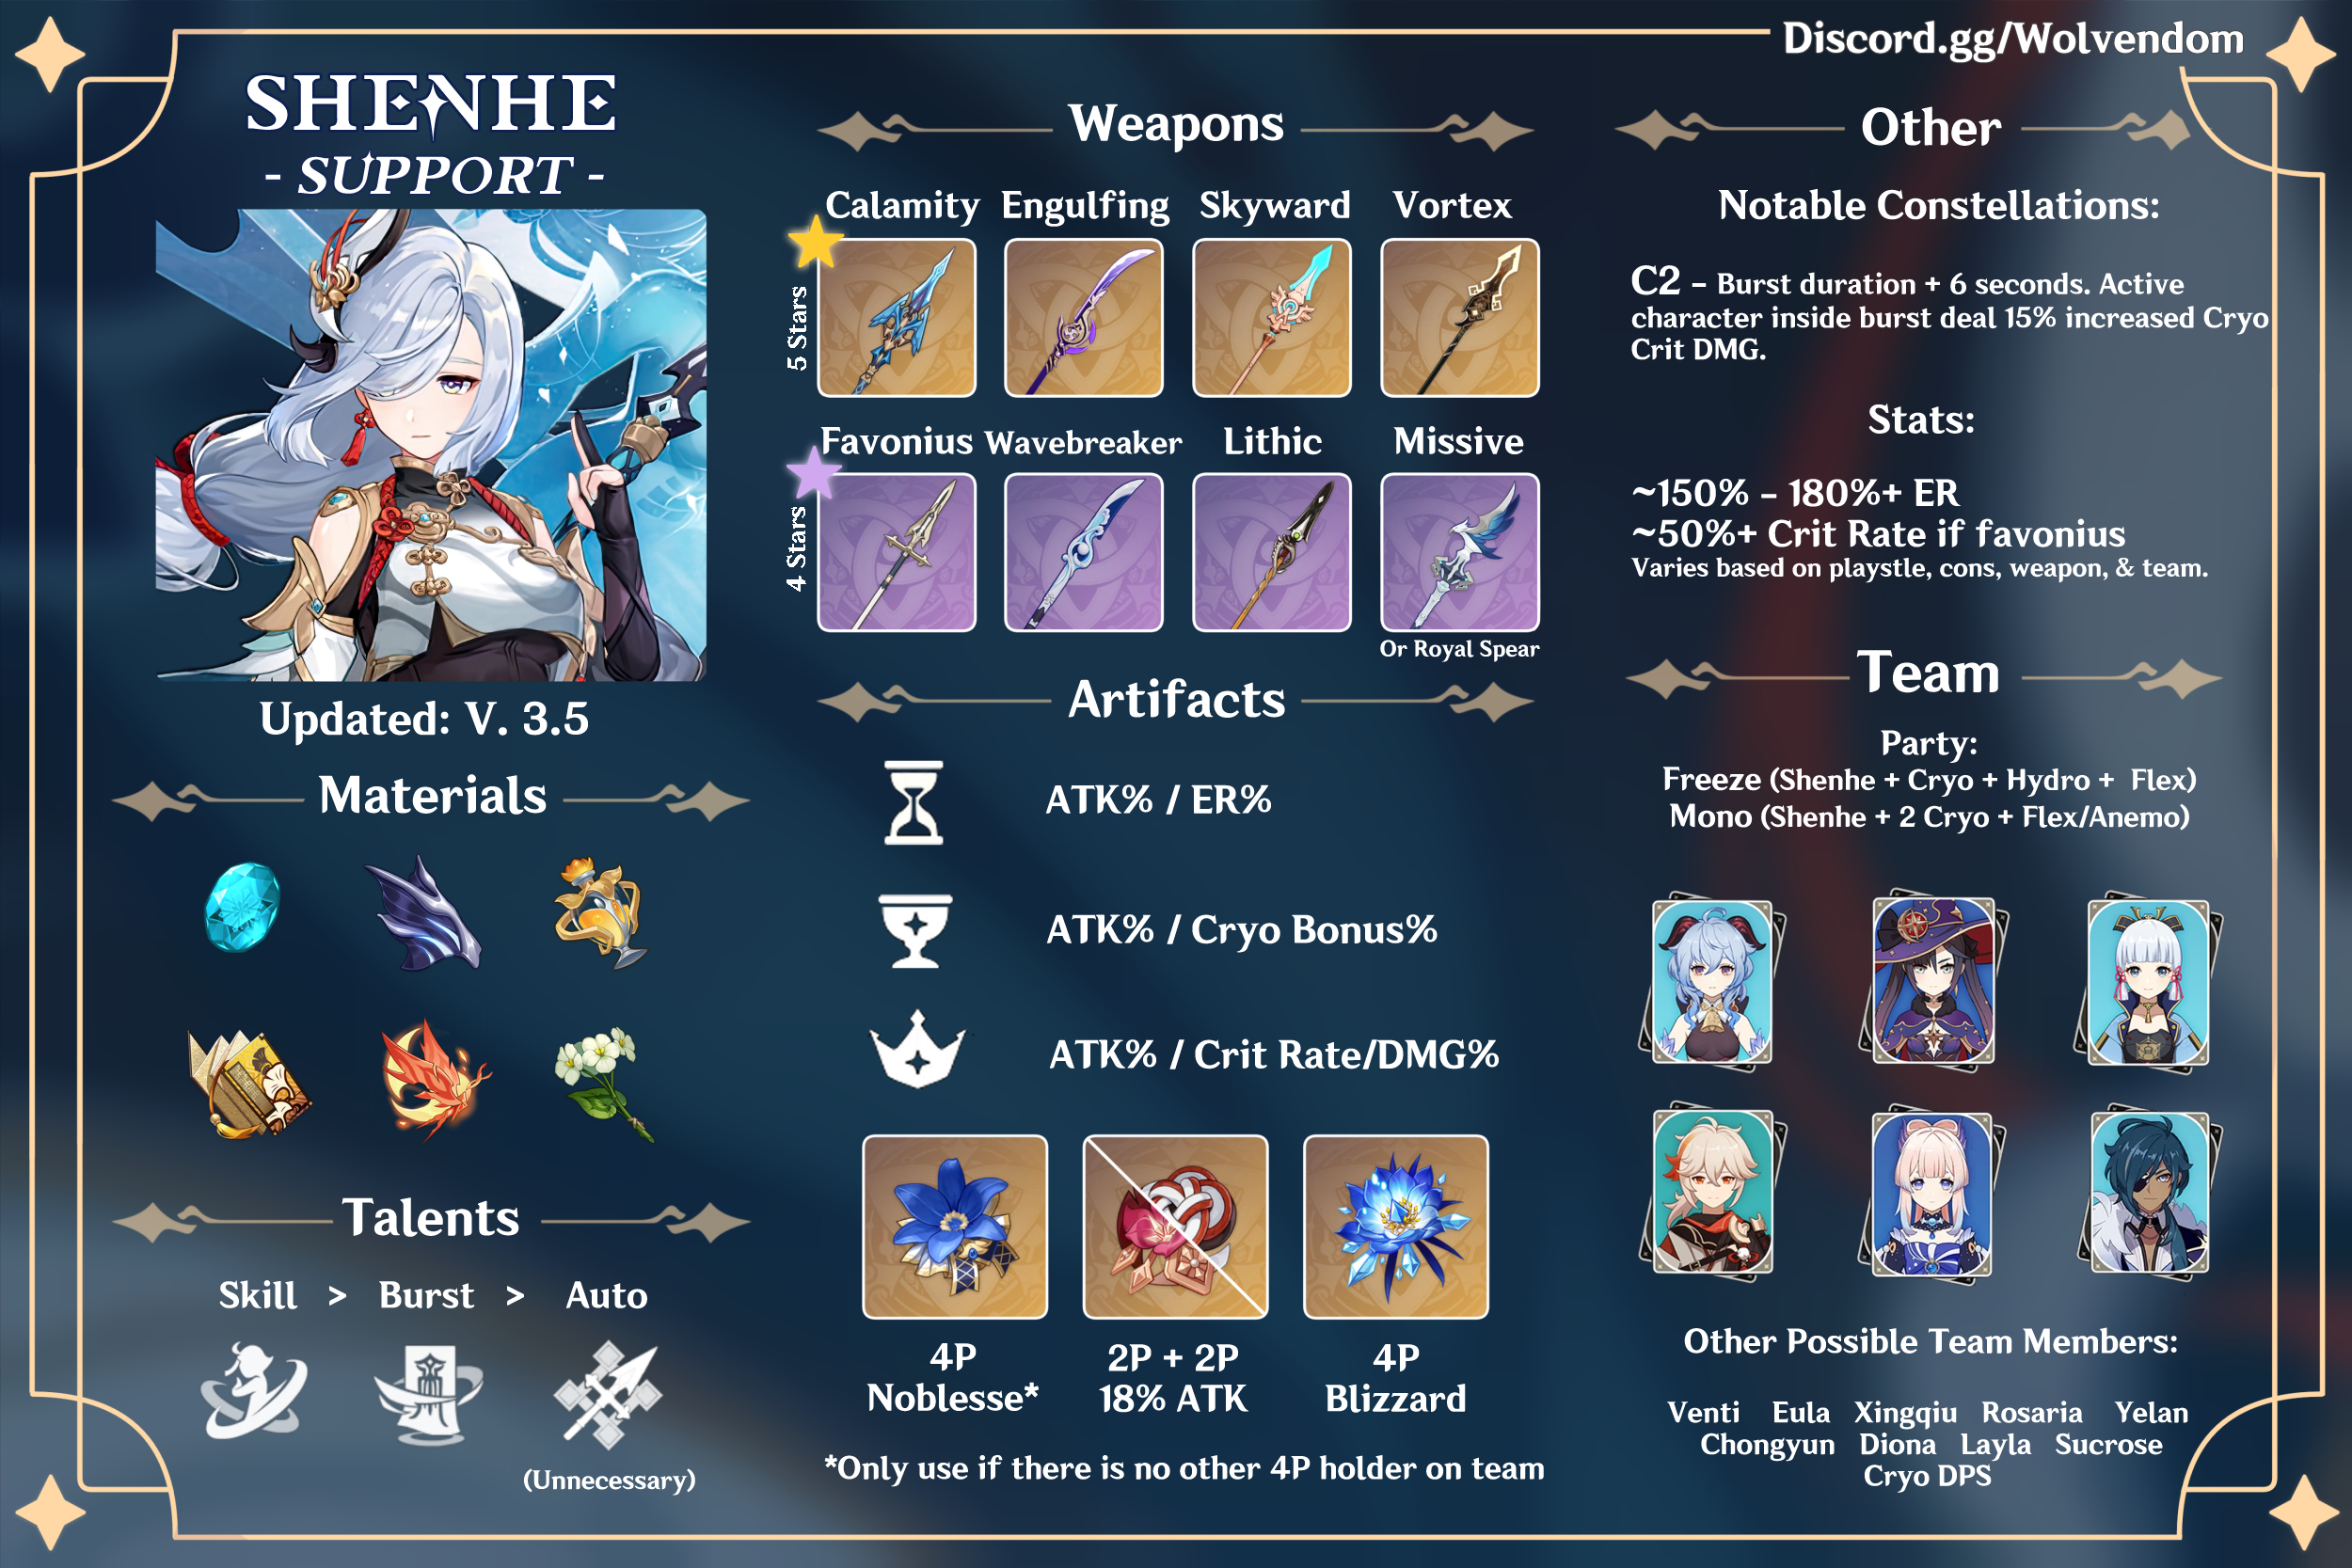 Discord.gg/Wolvendom
SHENHE
- SUPPORT -
Updated: V. 3.5
Materials
Talents
Skill > Burst > Auto
(Unnecessary)
Weapons
Calamity Engulfing Skyward Vortex
5 Stars
Favonius Wavebreaker Lithic Missive
4 Stars
Or Royal Spear
Artifacts
ATK% / ER%
ATK% / Cryo Bonus%
ATK% / Crit Rate/DMG%
4P
Noblesse*
2P + 2P
18% ATK
4P
Blizzard
*Only use if there is no other 4P holder on team
Other
Notable Constellations:
C2 - Burst duration + 6 seconds. Active
character inside burst deal 15% increased Cryo
Crit DMG.
Stats:
~150% - 180%+ ER
~50%+ Crit Rate if favonius
Varies based on playstle, cons, weapon, & team.
Team
Party:
Freeze (Shenhe + Cryo + Hydro + Flex)
Mono (Shenhe + 2 Cryo + Flex/Anemo)
Other Possible Team Members:
Venti Eula Xingqiu Rosaria Yelan
Chongyun Diona Layla Sucrose
Cryo DPS